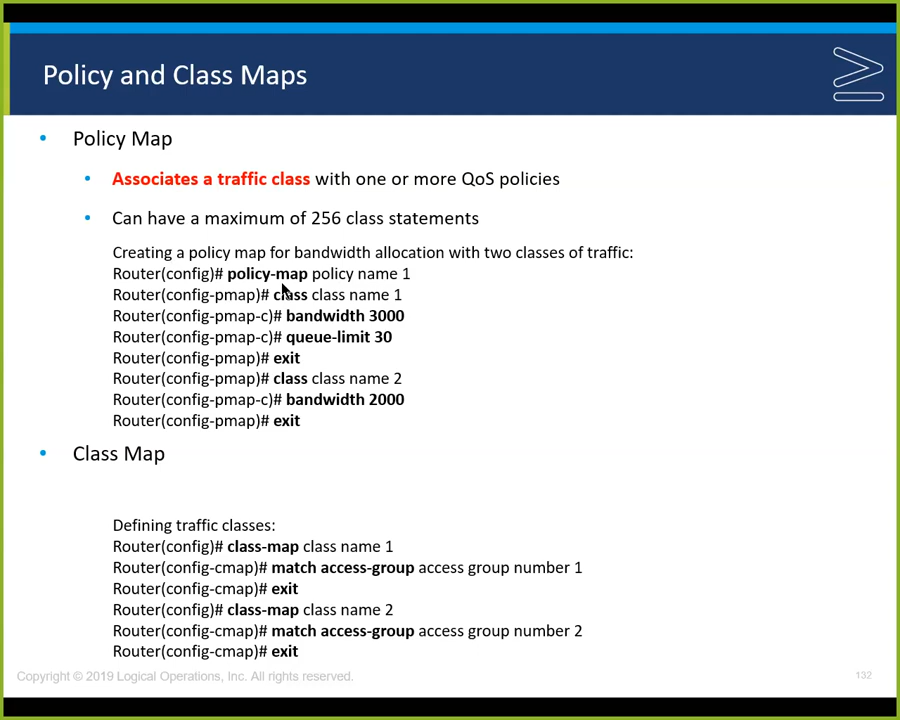 Policy and Class Maps
• Policy Map
• Associates a traffic class with one or more QoS policies
• Can have a maximum of 256 class statements
Creating a policy map for bandwidth allocation with two classes of traffic:
Router(config)# policy-map policy name 1
Router(config-pmap)# class class name 1
Router(config-pmap-c)# bandwidth 3000
Router(config-pmap-c)# queue-limit 30
Router(config-pmap)# exit
Router(config-pmap)# class class name 2
Router(config-pmap-c)# bandwidth 2000
Router(config-pmap)# exit
• Class Map
Defining traffic classes:
Router(config)# class-map class name 1
Router(config-cmap)# match access-group access group number 1
Router(config-cmap)# exit
Router(config)# class-map class name 2
Router(config-cmap)# match access-group access group number 2
Router(config-cmap)# exit
Copyright © 2019 Logical Operations, Inc. All rights reserved.
132